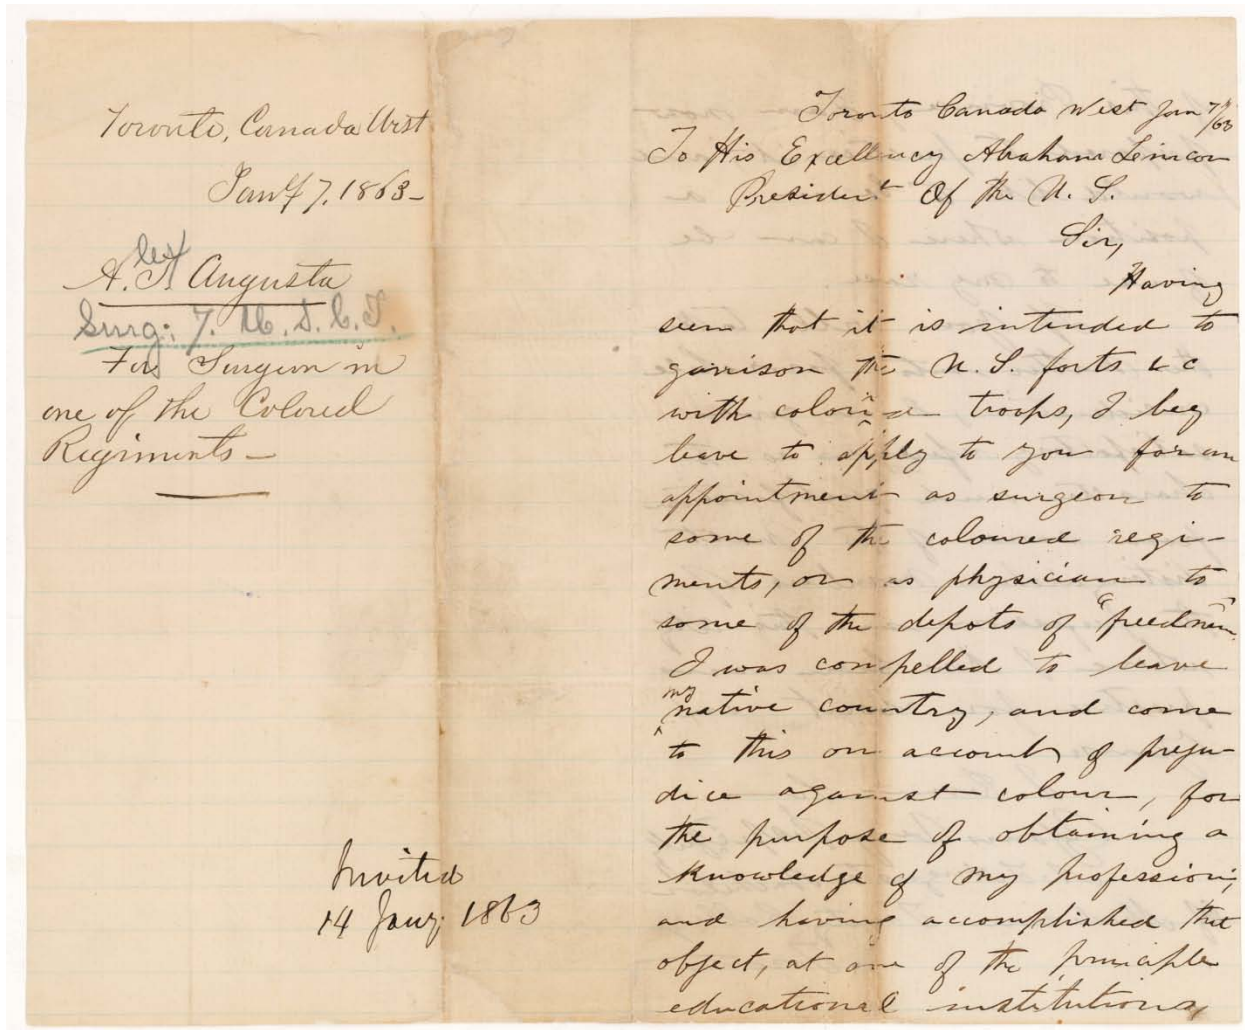 Toronto, Canada West
Jany 7, 1863-
A. T. Augusta
lex
Surg: 7. U. S. C. T.
For Surgeon in
one of the Colored
Regiments-
Invited
14 Jany. 1863
Toronto Canada West Jan 7/63
To His Excellency Abraham Linicon
President Of the U. S.
Sir,
Having
seen that it is intended to
garrison the U. S. forts & c
with colored troops, I beg
leave to apply to you for an
appointment as surgeon to
some of the coloured regi-
ments, or as physician to
some of the depots of "freedmen".
I was compelled to leave
my
native country, and come
to this on account of preju-
dice against colour, for
the purpose of obtaining a
knowledge of my profession;
and having accomplished that
object, at one of the principle
educational institutions